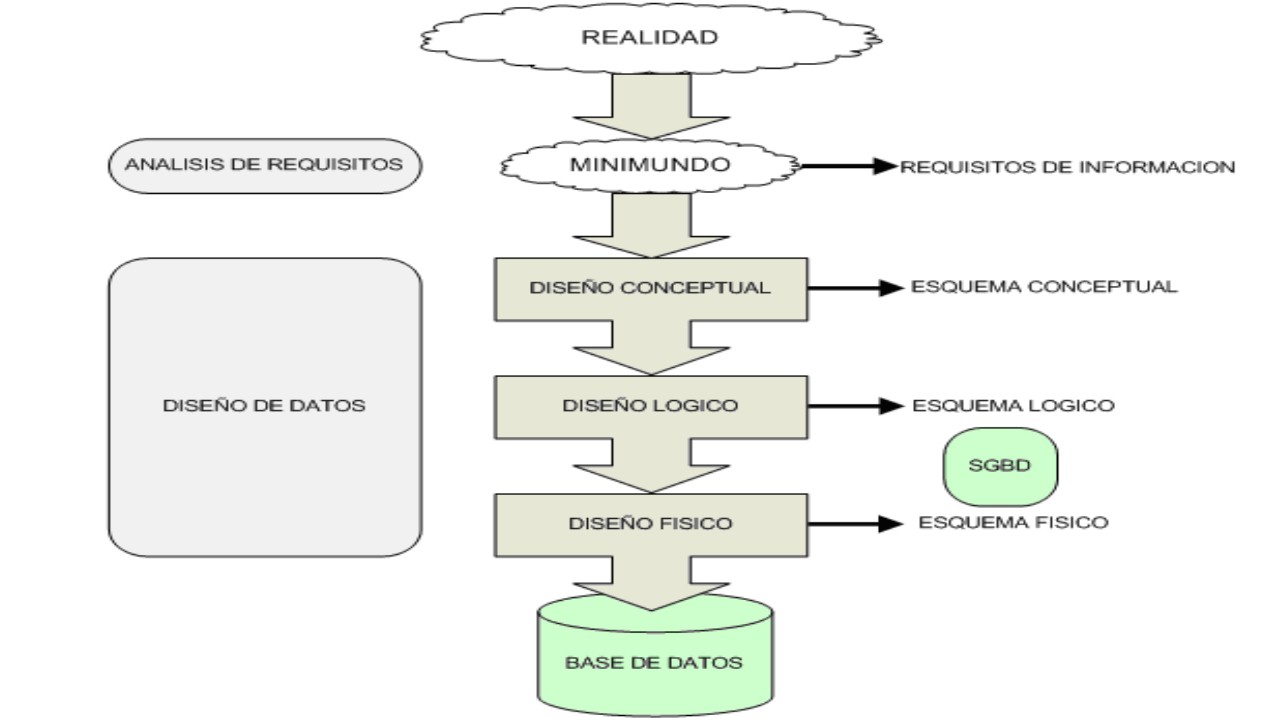 REALIDAD
ANALISIS DE REQUISITOS
MINIMUNDO
REQUISITOS DE INFORMACION
DISEÑO CONCEPTUAL
ESQUEMA CONCEPTUAL
DISEÑO DE DATOS
DISEÑO LOGICO
ESQUEMA LOGICO
SGBD
DISEÑO FISICO
ESQUEMA FISICO
BASE DE DATOS